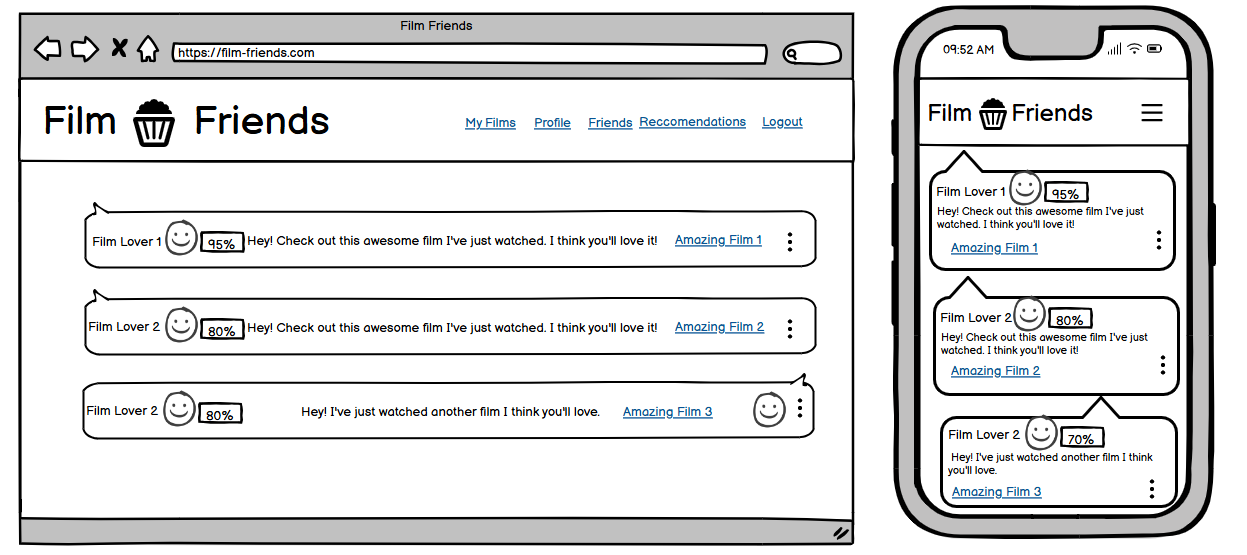 Film Friends
https://film-friends.com
Film Friends
My Films Profile Friends Reccomendations Logout
Film Lover 1 95% Hey! Check out this awesome film I've just watched. I think you'll love it! Amazing Film 1
Film Lover 2 80% Hey! Check out this awesome film I've just watched. I think you'll love it! Amazing Film 2
Film Lover 2 80% Hey! I've just watched another film I think you'll love. Amazing Film 3
09:52 AM
Film Friends
Film Lover 1 95%
Hey! Check out this awesome film I've just
watched. I think you'll love it!
Amazing Film 1
Film Lover 2 80%
Hey! Check out this awesome film I've just
watched. I think you'll love it!
Amazing Film 2
Film Lover 2 70%
Hey! I've just watched another film I think
you'll love.
Amazing Film 3